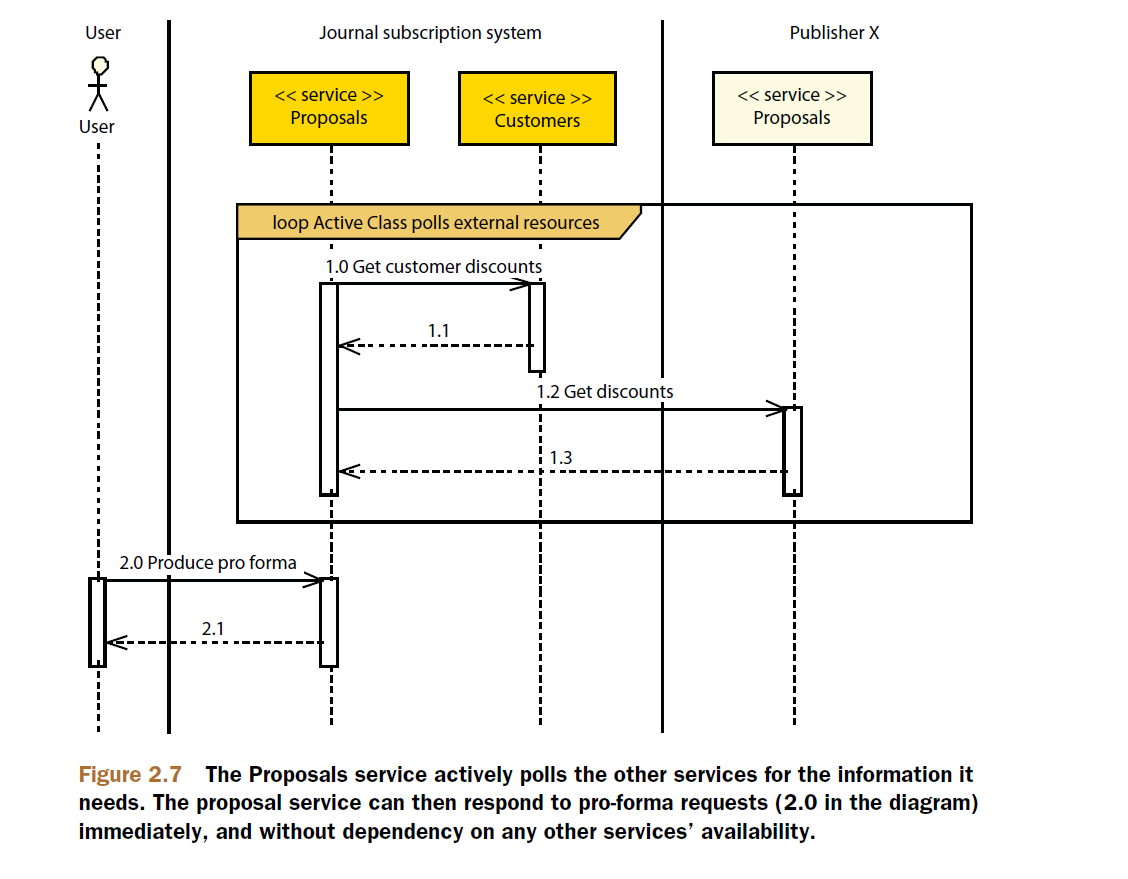 User
Journal subscription system
Publisher X
<< service >>
Proposals
<< service >>
Customers
<< service >>
Proposals
User
loop Active Class polls external resources
1.0 Get customer discounts
1.1
1.2 Get discounts
1.3
2.0 Produce pro forma
2.1
Figure 2.7 The Proposals service actively polls the other services for the information it
needs. The proposal service can then respond to pro-forma requests (2.0 in the diagram)
immediately, and without dependency on any other services’ availability.